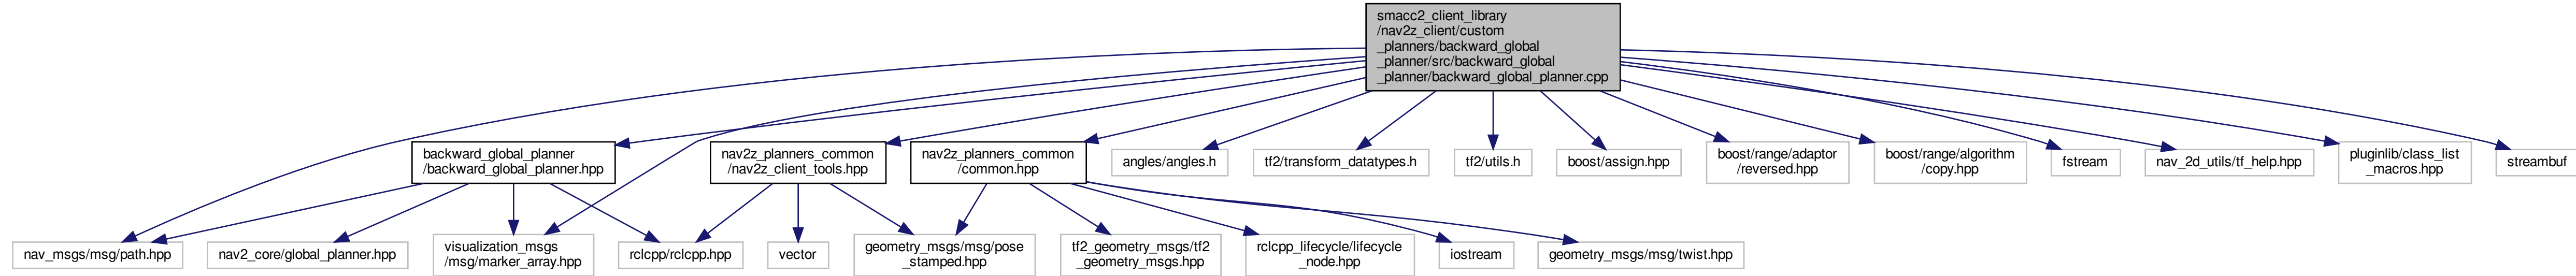 smacc2_client_library
/nav2z_client/custom
_planners/backward_global
_planner/src/backward_global
_planner/backward_global_planner.cpp
backward_global_planner
/backward_global_planner.hpp
nav2z_planners_common
/nav2z_client_tools.hpp
nav2z_planners_common
/common.hpp
angles/angles.h
tf2/transform_datatypes.h
tf2/utils.h
boost/assign.hpp
boost/range/adaptor
/reversed.hpp
boost/range/algorithm
/copy.hpp
fstream
nav_2d_utils/tf_help.hpp
pluginlib/class_list
_macros.hpp
streambuf
nav_msgs/msg/path.hpp
nav2_core/global_planner.hpp
visualization_msgs
/msg/marker_array.hpp
rclcpp/rclcpp.hpp
vector
geometry_msgs/msg/pose
_stamped.hpp
tf2_geometry_msgs/tf2
_geometry_msgs.hpp
rclcpp_lifecycle/lifecycle
_node.hpp
iostream
geometry_msgs/msg/twist.hpp